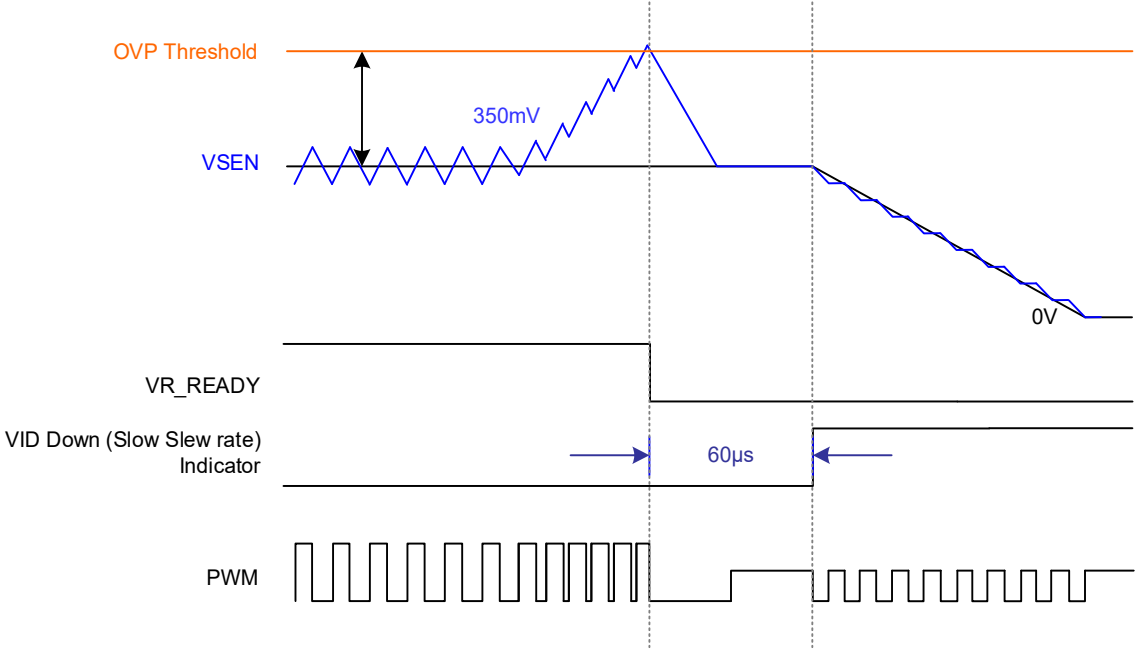 OVP Threshold
350mV
VSEN
0V
VR_READY
VID Down (Slow Slew rate)
Indicator
60µs
PWM